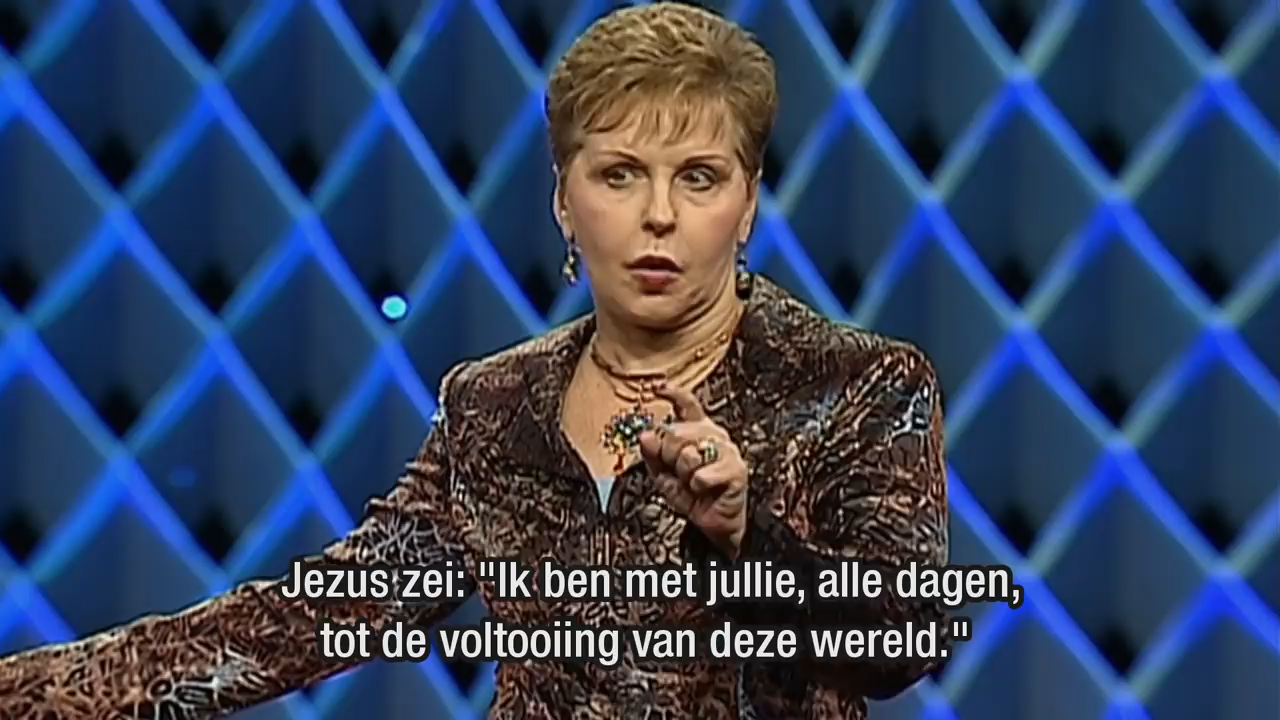 Jezus zei: "Ik ben met jullie, alle dagen,
tot de voltooiing van deze wereld."